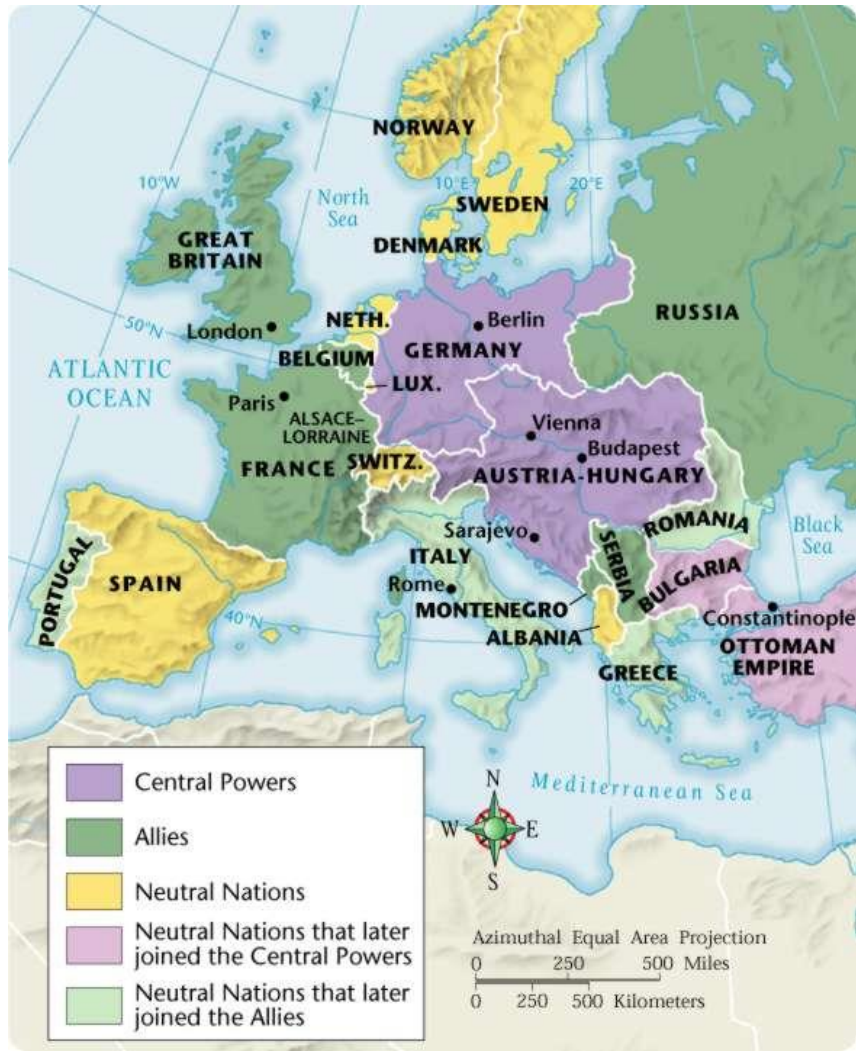 NORWAY
10°W
North
Sea
10°E
20°E
SWEDEN
DENMARK
GREAT
BRITAIN
RUSSIA
NETH.
Berlin
London
50°N
BELGIUM
GERMANY
ATLANTIC
OCEAN
LUX.
Paris
ALSACE–
LORRAINE
Vienna
Budapest
FRANCE
SWITZ.
AUSTRIA-HUNGARY
ROMANIA
Black
Sea
Sarajevo
SERBIA
ITALY
PORTUGAL
SPAIN
Rome
BULGARIA
MONTENEGRO
Constantinople
40°N
ALBANIA
OTTOMAN
EMPIRE
GREECE
Mediterranean Sea
Central Powers
Allies
Neutral Nations
Neutral Nations that later
joined the Central Powers
Neutral Nations that later
joined the Allies
N
W
E
S
Azimuthal Equal Area Projection
0 250 500 Miles
0 250 500 Kilometers